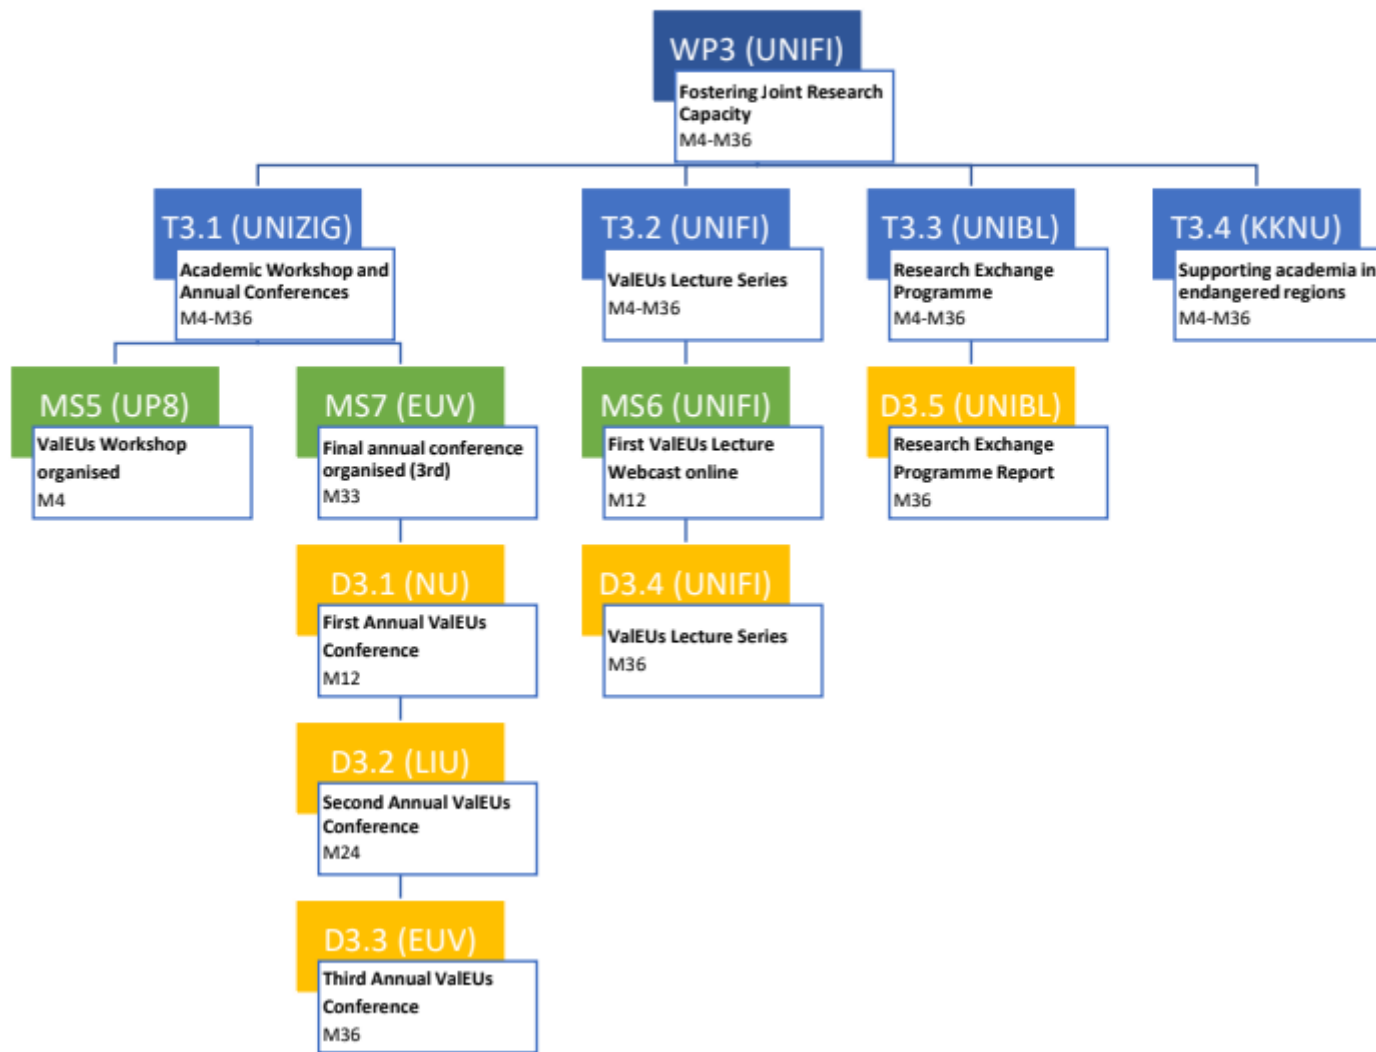 WP3 (UNIFI)
Fostering Joint Research
Capacity
M4-M36
T3.1 (UNIZIG)
Academic Workshop and
Annual Conferences
M4-M36
T3.2 (UNIFI)
ValEUs Lecture Series
M4-M36
T3.3 (UNIBL)
Research Exchange
Programme
M4-M36
T3.4 (KKNU)
Supporting academia in
endangered regions
M4-M36
MS5 (UP8)
ValEUs Workshop
organised
M4
MS7 (EUV)
Final annual conference
organised (3rd)
M33
MS6 (UNIFI)
First ValEUs Lecture
Webcast online
M12
D3.5 (UNIBL)
Research Exchange
Programme Report
M36
D3.1 (NU)
First Annual ValEUs
Conference
M12
D3.4 (UNIFI)
ValEUs Lecture Series
M36
D3.2 (LIU)
Second Annual ValEUs
Conference
M24
D3.3 (EUV)
Third Annual ValEUs
Conference
M36